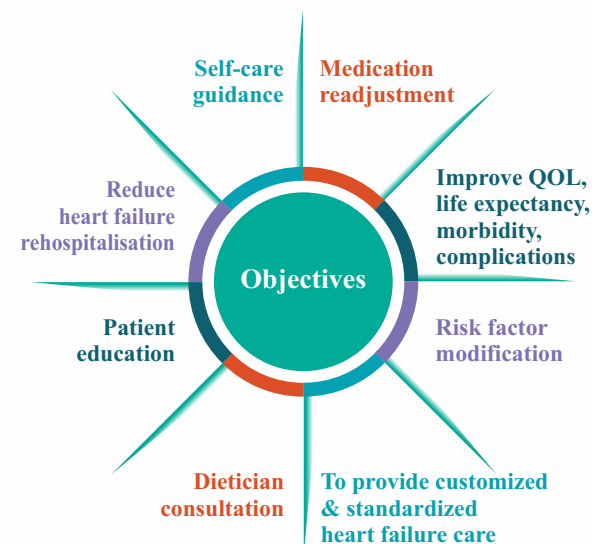 Self-care
guidance
Medication
readjustment
Improve QOL,
life expectancy,
morbidity,
complications
Risk factor
modification
To provide customized
& standardized
heart failure care
Dietician
consultation
Patient
education
Reduce
heart failure
rehospitalisation
Objectives